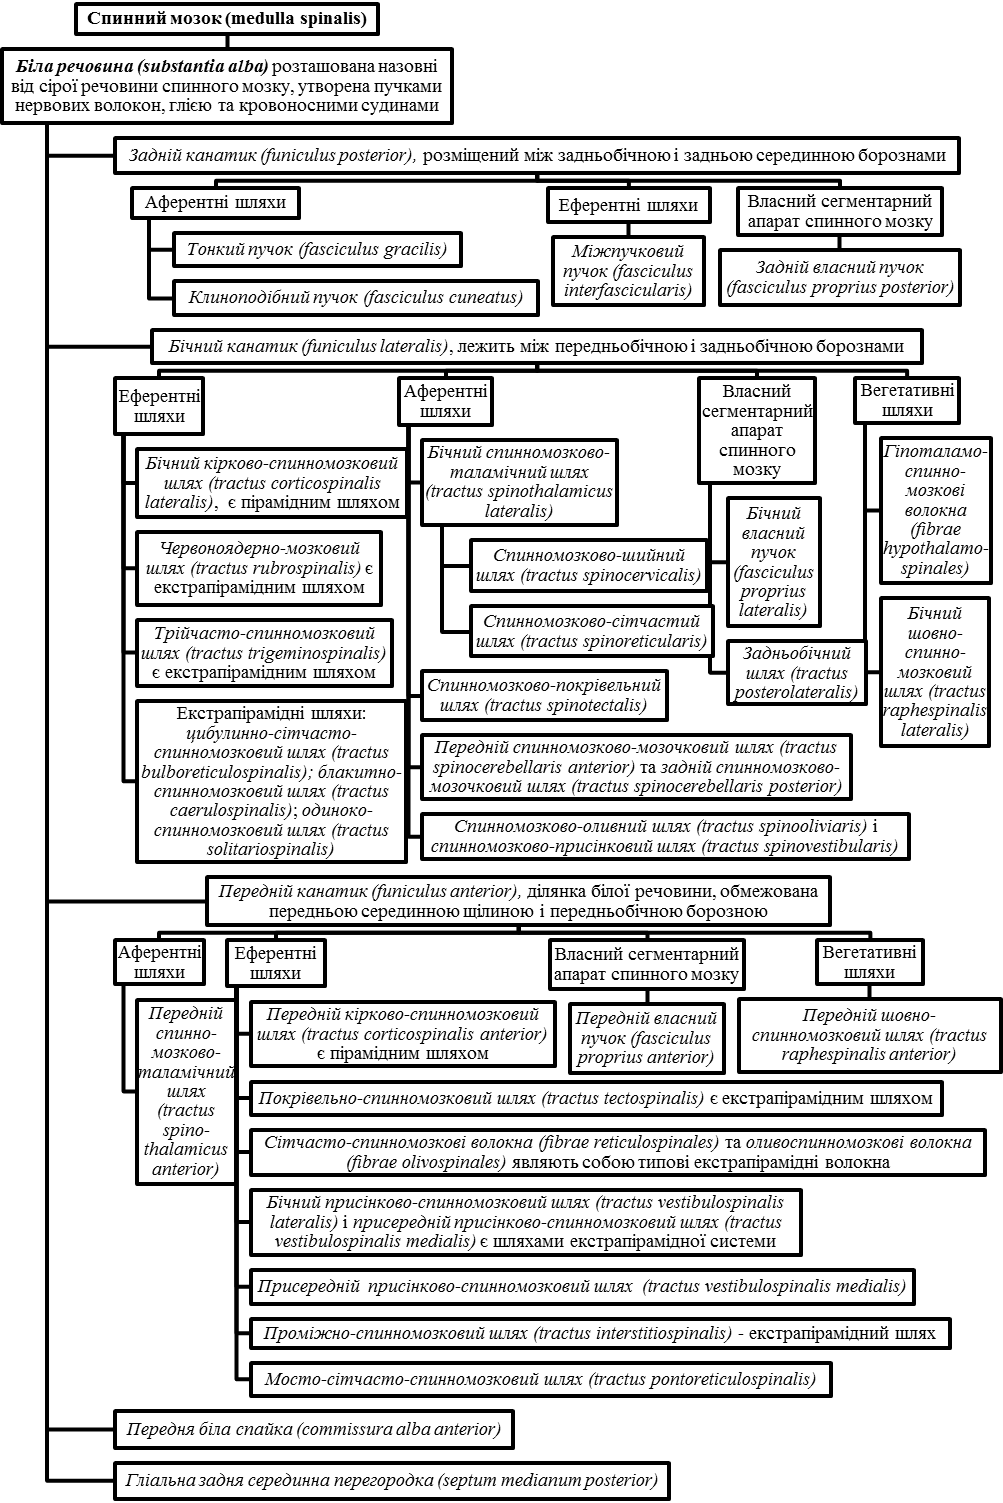 Спинний мозок (medulla spinalis)
Біла речовина (substantia alba) розташована назовні
від сірої речовини спинного мозку, утворена пучками
нервових волокон, глією та кровоносними судинами
Задній канатик (funiculus posterior), розміщений між задньобічною і задньою серединною борознами
Аферентні шляхи
Тонкий пучок (fasciculus gracilis)
Клиноподібний пучок (fasciculus cuneatus)
Еферентні шляхи
Міжпучковий
пучок (fasciculus
interfascicularis)
Власний сегментарний
апарат спинного мозку
Задній власний пучок
(fasciculus proprius posterior)
Бічний канатик (funiculus lateralis), лежить між передньобічною і задньобічною борознами
Еферентні
шляхи
Бічний кірково-спинномозковий
шлях (tractus corticospinalis
lateralis), є пірамідним шляхом
Червоноядерно-мозковий
шлях (tractus rubrospinalis) є
екстрапірамідним шляхом
Трійчасто-спинномозковий
шлях (tractus trigeminospinalis)
є екстрапірамідним шляхом
Екстрапірамідні шляхи:
цибулинно-сітчасто-
спинномозковий шлях (tractus
bulboreticulospinalis); блакитно-
спинномозковий шлях (tractus
caerulospinalis); одиноко-
спинномозковий шлях (tractus
solitariospinalis)
Аферентні
шляхи
Бічний спинномозково-
таламічний шлях
(tractus spinothalamicus
lateralis)
Спинномозково-шийний
шлях (tractus spinocervicalis)
Спинномозково-сітчастий
шлях (tractus spinoreticularis)
Спинномозково-покрівельний
шлях (tractus spinotectalis)
Передній спинномозково-мозочковий шлях (tractus
spinocerebellaris anterior) та задній спинномозково-
мозочковий шлях (tractus spinocerebellaris posterior)
Спинномозково-оливний шлях (tractus spinooliviaris) і
спинномозково-присінковий шлях (tractus spinovestibularis)
Власний
сегментарний
апарат
спинного
мозку
Бічний
власний
пучок
(fasciculus
proprius
lateralis)
Задньобічний
шлях (tractus
posterolateralis)
Вегетативні
шляхи
Гіпоталамо-
спинно-
мозкові
волокна
(fibrae
hypothalamo-
spinales)
Бічний
шовно-
спинно-
мозковий
шлях (tractus
raphespinalis
lateralis)
Передній канатик (funiculus anterior), ділянка білої речовини, обмежована
передньою серединною щілиною і передньобічною борозною
Аферентні
шляхи
Передній
спинно-
мозково-
таламічний
шлях
(tractus
spino-
thalamicus
anterior)
Еферентні
шляхи
Передній кірково-спинномозковий
шлях (tractus corticospinalis anterior)
є пірамідним шляхом
Покрівельно-спинномозковий шлях (tractus tectospinalis) є екстрапірамідним шляхом
Сітчасто-спинномозкові волокна (fibrae reticulospinales) та оливоспинномозкові волокна
(fibrae olivospinales) являють собою типові екстрапірамідні волокна
Бічний присінково-спинномозковий шлях (tractus vestibulospinalis
lateralis) і присередній присінково-спинномозковий шлях (tractus
vestibulospinalis medialis) є шляхами екстрапірамідної системи
Присередній присінково-спинномозковий шлях (tractus vestibulospinalis medialis)
Проміжно-спинномозковий шлях (tractus interstitiospinalis) - екстрапірамідний шлях
Мосто-сітчасто-спинномозковий шлях (tractus pontoreticulospinalis)
Власний сегментарний
апарат спинного мозку
Передній власний
пучок (fasciculus
proprius anterior)
Вегетативні
шляхи
Передній шовно-
спинномозковий шлях (tractus
raphespinalis anterior)
Передня біла спайка (commissura alba anterior)
Гліальна задня серединна перегородка (septum medianum posterior)